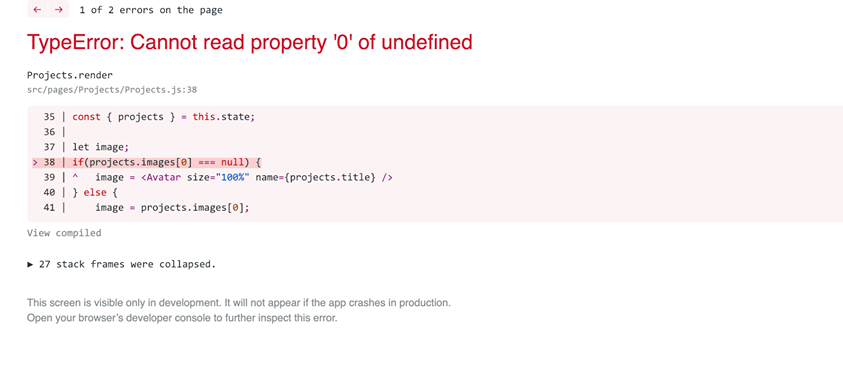 ← → 1 of 2 errors on the page
TypeError: Cannot read property '0' of undefined
Projects.render
src/pages/Projects/Projects.js:38
35 | const { projects } = this.state;
36 |
37 | let image;
> 38 | if(projects.images[0] === null) {
39 | ^   image = <Avatar size="100%" name={projects.title} />
40 | } else {
41 |     image = projects.images[0];
View compiled
▶ 27 stack frames were collapsed.
This screen is visible only in development. It will not appear if the app crashes in production.
Open your browser’s developer console to further inspect this error.